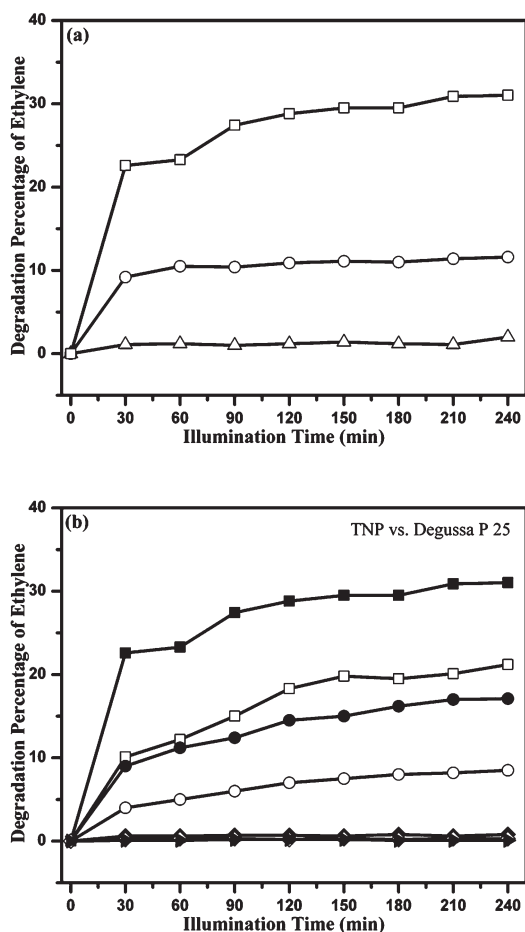 (a)
Degradation Percentage of Ethylene
40
30
20
10
0
0 30 60 90 120 150 180 210 240
Illumination Time (min)
(b)
TNP vs. Degussa P 25
Degradation Percentage of Ethylene
40
30
20
10
0
0 30 60 90 120 150 180 210 240
Illumination Time (min)